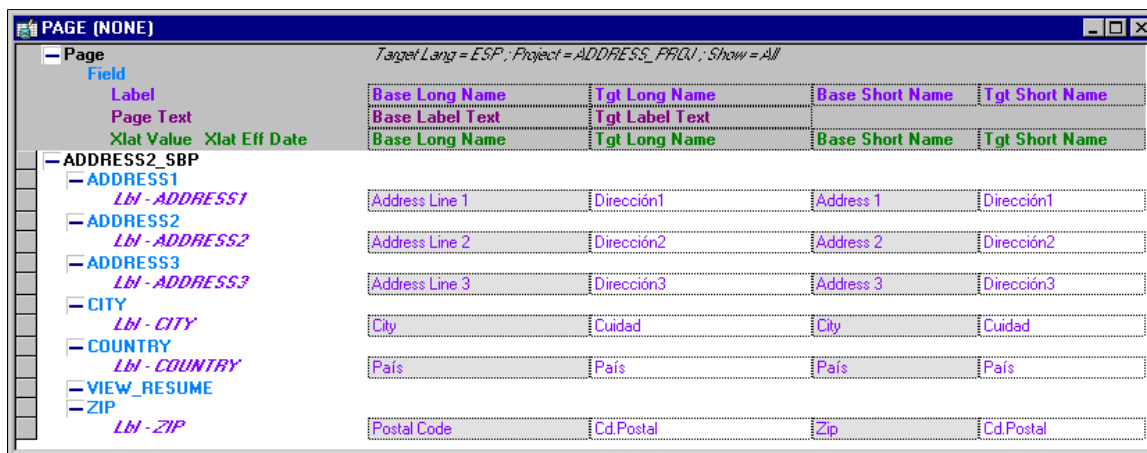 PAGE (NONE)
Page Target Lang = ESP ; Project = ADDRESS_PROJ ; Show = All
Field
Label Base Long Name Tgt Long Name Base Short Name Tgt Short Name
Page Text Base Label Text Tgt Label Text
Xlat Value Xlat Eff Date Base Long Name Tgt Long Name Base Short Name Tgt Short Name
ADDRESS2_SBP
ADDRESS1
Lbl - ADDRESS1 Address Line 1 Dirección1 Address 1 Dirección1
ADDRESS2
Lbl - ADDRESS2 Address Line 2 Dirección2 Address 2 Dirección2
ADDRESS3
Lbl - ADDRESS3 Address Line 3 Dirección3 Address 3 Dirección3
CITY
Lbl - CITY City Cuidad City Cuidad
COUNTRY
Lbl - COUNTRY País País País País
VIEW_RESUME
ZIP
Lbl - ZIP Postal Code Cd.Postal Zip Cd.Postal